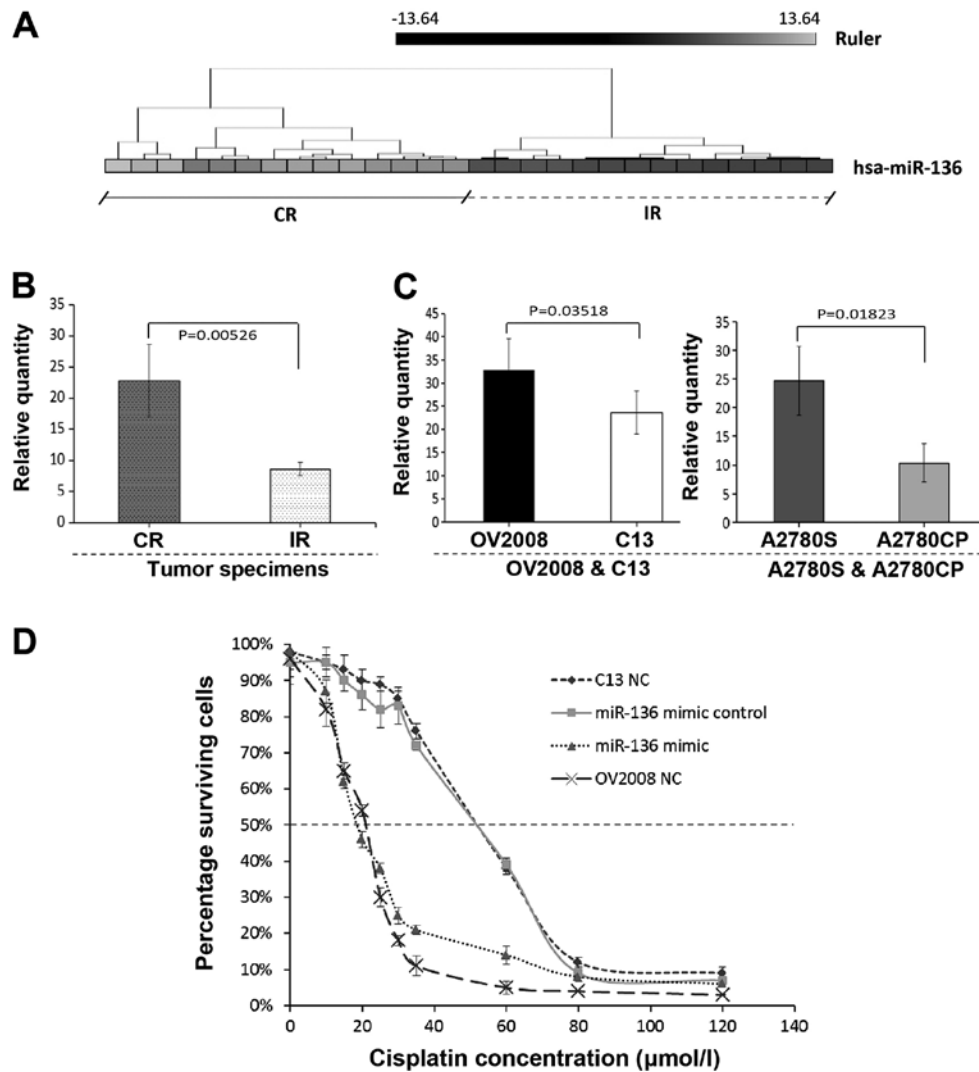 A
-13.64 13.64
Ruler
hsa-miR-136
CR IR
B
Relative quantity
35
30
25
20
15
10
5
0
P=0.00526
CR IR
Tumor specimens
C
Relative quantity
45
40
35
30
25
20
15
10
5
0
P=0.03518
OV2008 C13
OV2008 & C13
Relative quantity
35
30
25
20
15
10
5
0
P=0.01823
A2780S A2780CP
A2780S & A2780CP
D
Percentage surviving cells
100%
90%
80%
70%
60%
50%
40%
30%
20%
10%
0%
C13 NC
miR-136 mimic control
miR-136 mimic
OV2008 NC
0 20 40 60 80 100 120 140
Cisplatin concentration (μmol/l)